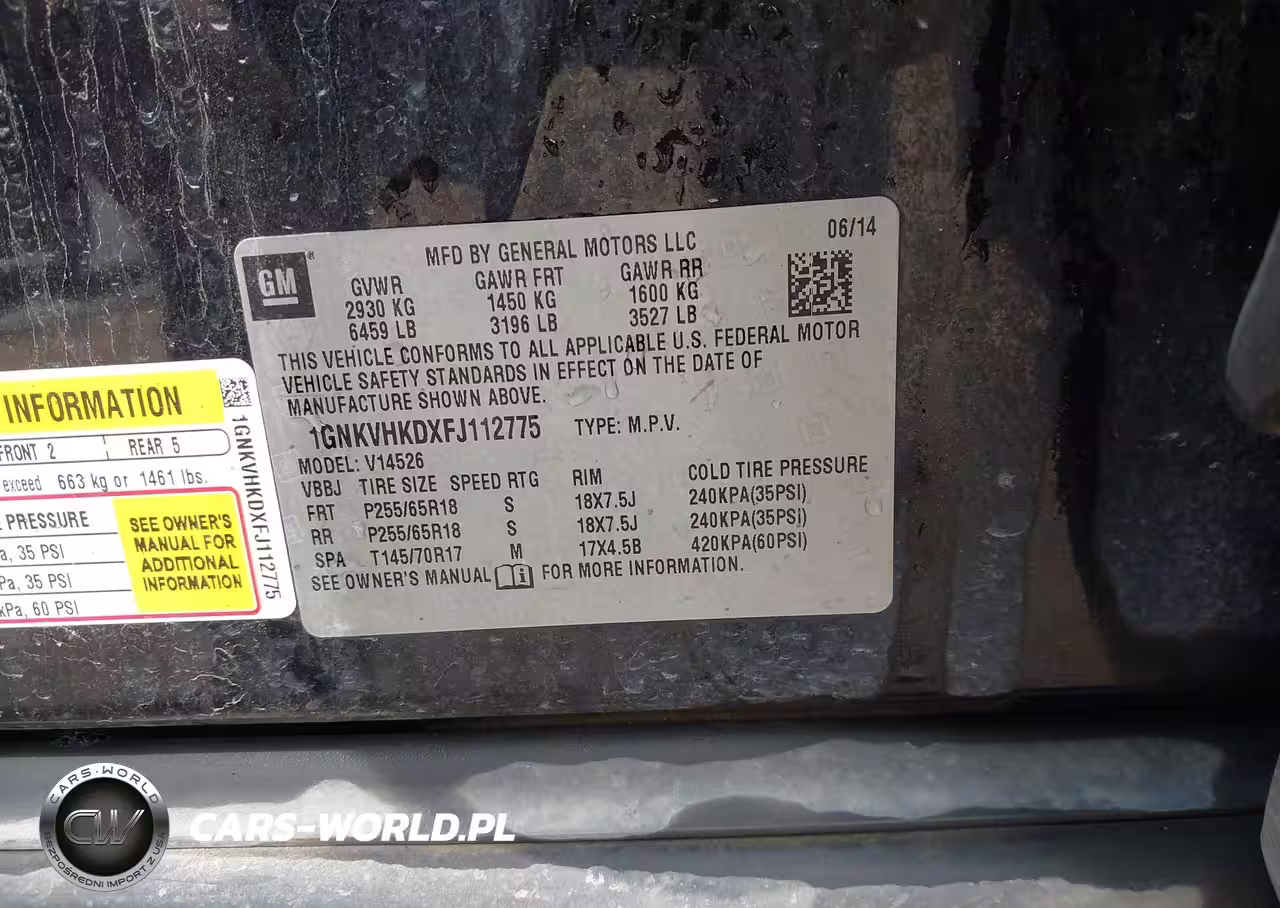 06/14
MFD BY GENERAL MOTORS LLC
GM
GVWR GAWR FRT GAWR RR
2930 KG 1450 KG 1600 KG
6459 LB 3196 LB 3527 LB
THIS VEHICLE CONFORMS TO ALL APPLICABLE U.S. FEDERAL MOTOR
VEHICLE SAFETY STANDARDS IN EFFECT ON THE DATE OF
MANUFACTURE SHOWN ABOVE.
1GNKVHKDXFJ112775 TYPE: M.P.V.
MODEL: V14526
VBBJ TIRE SIZE SPEED RTG RIM COLD TIRE PRESSURE
FRT P255/65R18 S 18X7.5J 240KPA(35PSI)
RR P255/65R18 S 18X7.5J 240KPA(35PSI)
SPA T145/70R17 M 17X4.5B 420KPA(60PSI)
SEE OWNER'S MANUAL i FOR MORE INFORMATION.
INFORMATION
FRONT 2 REAR 5
exceed 663 kg or 1461 lbs.
PRESSURE
a, 35 PSI
Pa, 35 PSI
kPa, 60 PSI
SEE OWNER'S
MANUAL FOR
ADDITIONAL
INFORMATION
1GNKVHKDXFJ112775
CARS-WORLD
CW
BEZPOŚREDNI IMPORT Z USA
CARS-WORLD.PL